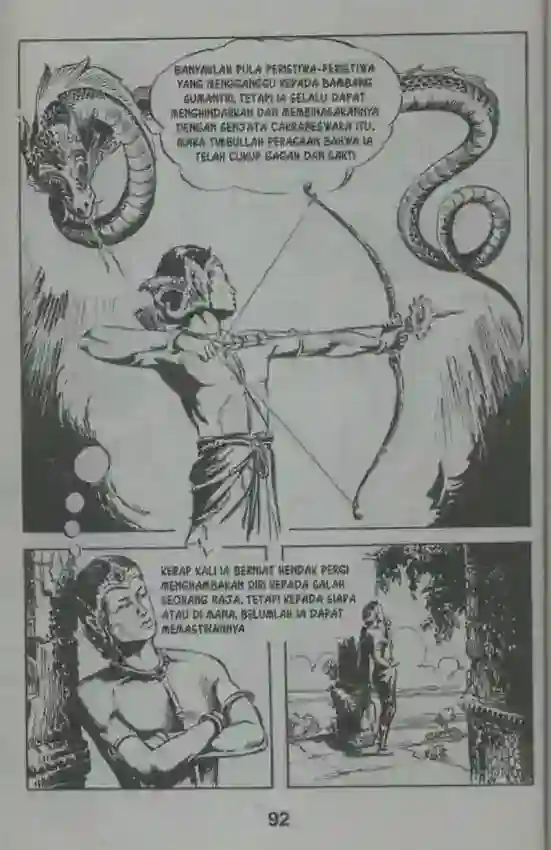 BANYAKLAH PULA PERISTIWA-PERISTIWA
YANG MENGGANGGU KEPADA BAMBANG
SUMANTRI, TETAPI IA SELALU DAPAT
MENGHINDARKAN DAN MEMBINASAKANNYA
DENGAN SENJATA CAKRABASWARA ITU.
MAKA TIMBULLAH PERASAAN BAHWA IA
TELAH CUKUP GAGAH DAN SAKTI
KERAP KALI IA BERNIAT HENDAK PERGI
MENGHAMBAKAN DIRI KEPADA SALAH
SEORANG RAJA, TETAPI KEPADA SIAPA
ATAU DI MANA, BELUMLAH IA DAPAT
MEMASTIKANNYA
92